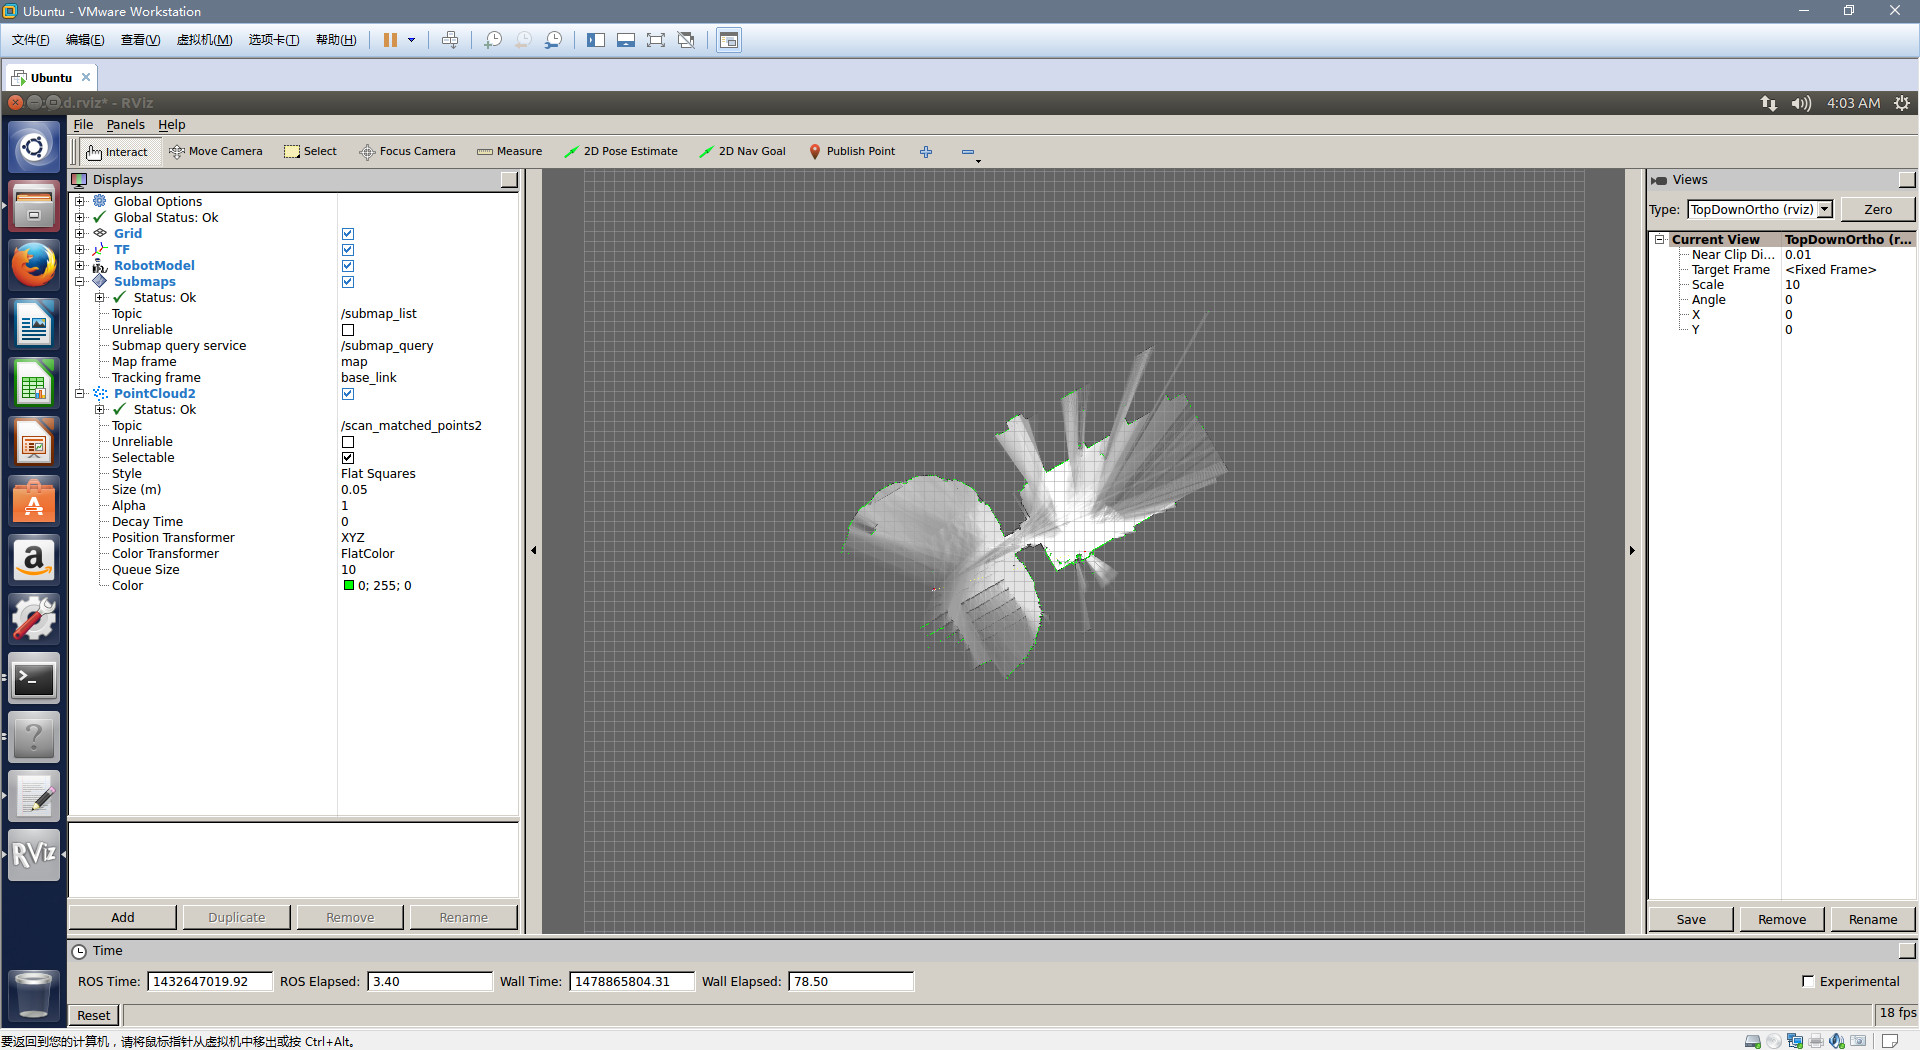 Ubuntu - VMware Workstation
文件(F) 编辑(E) 查看(V) 虚拟机(M) 选项卡(T) 帮助(H)
Ubuntu
d.rviz* - RViz 4:03 AM
File Panels Help
Interact Move Camera Select Focus Camera Measure 2D Pose Estimate 2D Nav Goal Publish Point
Displays
Global Options
Global Status: Ok
Grid
TF
RobotModel
Submaps
Status: Ok
Topic /submap_list
Unreliable
Submap query service /submap_query
Map frame map
Tracking frame base_link
PointCloud2
Status: Ok
Topic /scan_matched_points2
Unreliable
Selectable
Style Flat Squares
Size (m) 0.05
Alpha 1
Decay Time 0
Position Transformer XYZ
Color Transformer FlatColor
Queue Size 10
Color 0; 255; 0
Add Duplicate Remove Rename
Views
Type: TopDownOrtho (rviz) Zero
Current View TopDownOrtho (r...
Near Clip Di... 0.01
Target Frame <Fixed Frame>
Scale 10
Angle 0
X 0
Y 0
Save Remove Rename
RViz
Time
ROS Time: 1432647019.92 ROS Elapsed: 3.40 Wall Time: 1478865804.31 Wall Elapsed: 78.50 Experimental
Reset 18 fps
要返回到您的计算机，请将鼠标指针从虚拟机中移出或按 Ctrl+Alt。